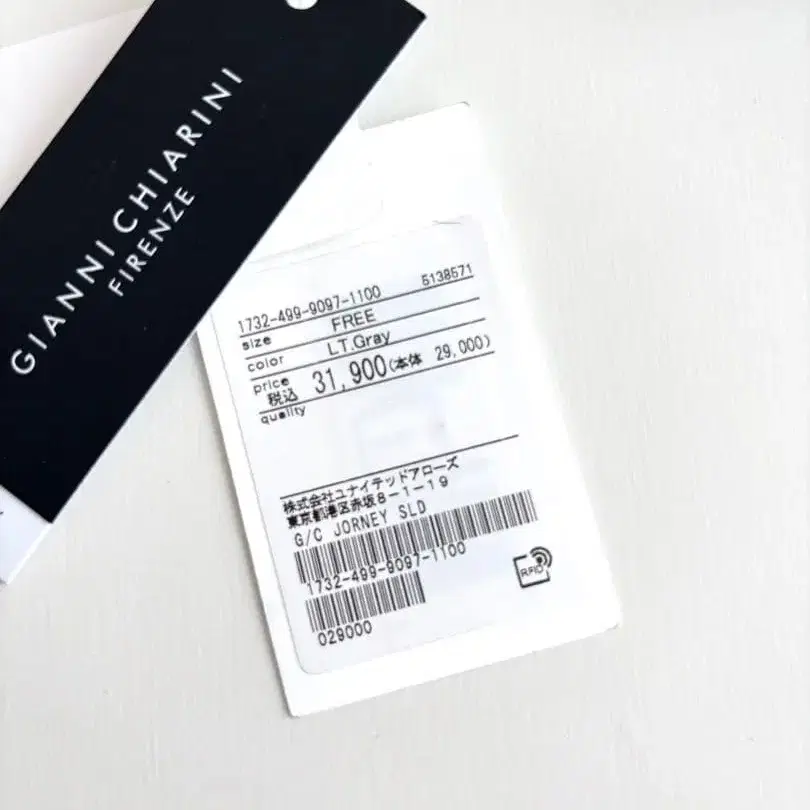 GIANNI CHIARINI
FIRENZE
1732-499-9097-1100 5138571
size FREE
color LT.Gray
price 31,900(本体 29,000)
税込
quality
株式会社ユナイテッドアローズ
東京都港区赤坂8-1-19
G/C JORNEY SLD
1732-499-9097-1100
029000
RFID